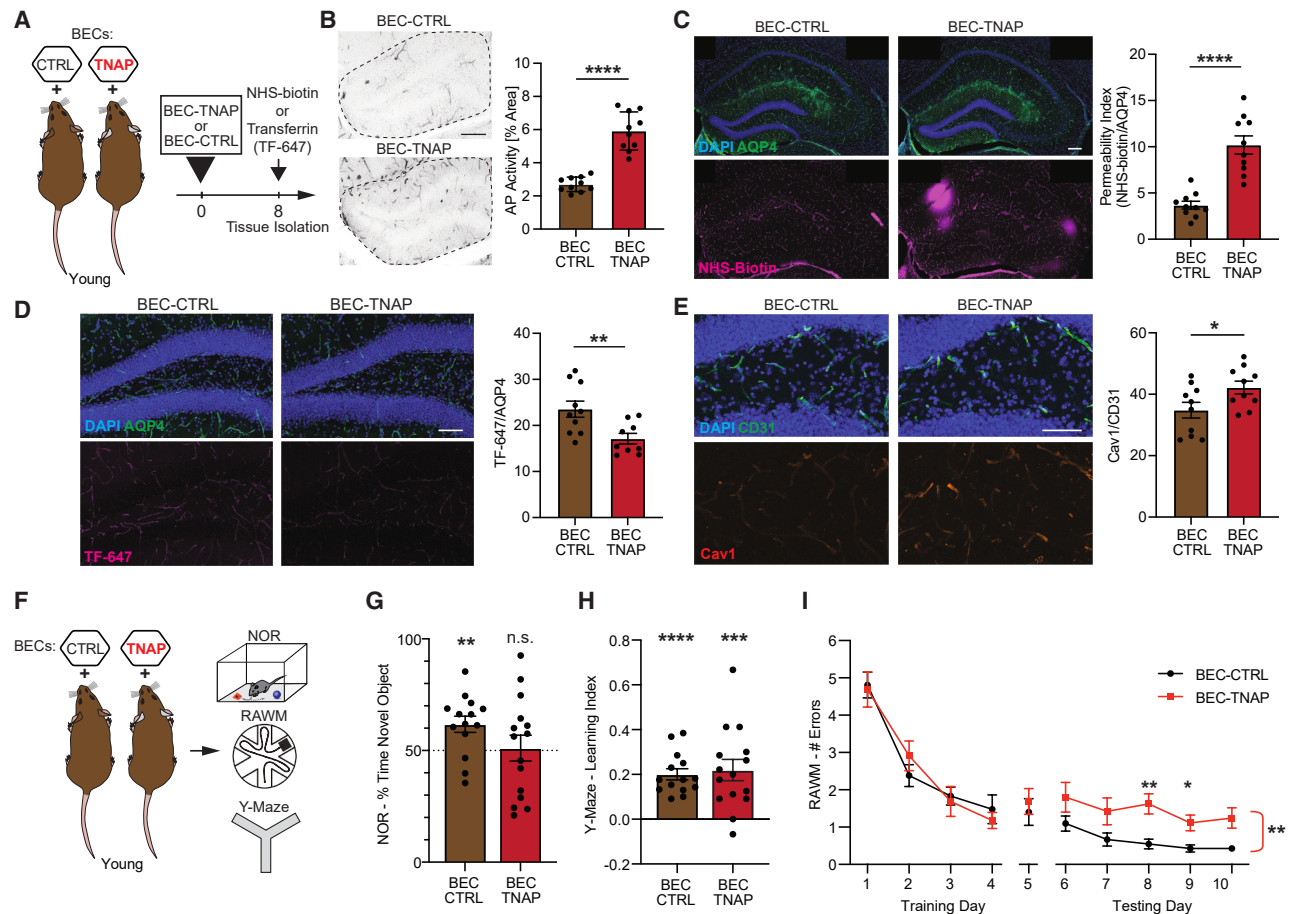 A
BECs:
CTRL TNAP
+ +
BEC-TNAP
or
BEC-CTRL
NHS-biotin
or
Transferrin
(TF-647)
0 8
Tissue Isolation
Young
B
BEC-CTRL
BEC-TNAP
AP Activity [% Area]
10
8
6
4
2
0
****
BEC CTRL
BEC TNAP
C
BEC-CTRL BEC-TNAP
DAPI AQP4
NHS-Biotin
Permeability Index
(NHS-biotin/AQP4)
20
15
10
5
0
****
BEC CTRL
BEC TNAP
D
BEC-CTRL BEC-TNAP
DAPI AQP4
TF-647
TF-647/AQP4
40
30
20
10
0
**
BEC CTRL
BEC TNAP
E
BEC-CTRL BEC-TNAP
DAPI CD31
Cav1
Cav1/CD31
60
40
20
0
*
BEC CTRL
BEC TNAP
F
BECs: CTRL TNAP
+ +
Young
NOR
RAWM
Y-Maze
G
NOR - % Time Novel Object
100
50
0
** n.s.
BEC CTRL
BEC TNAP
H
Y-Maze - Learning Index
0.8
0.6
0.4
0.2
0.0
-0.2
**** ***
BEC CTRL
BEC TNAP
I
RAWM - # Errors
6
5
4
3
2
1
0
BEC-CTRL
BEC-TNAP
** * **
1 2 3 4 5 6 7 8 9 10
Training Day Testing Day